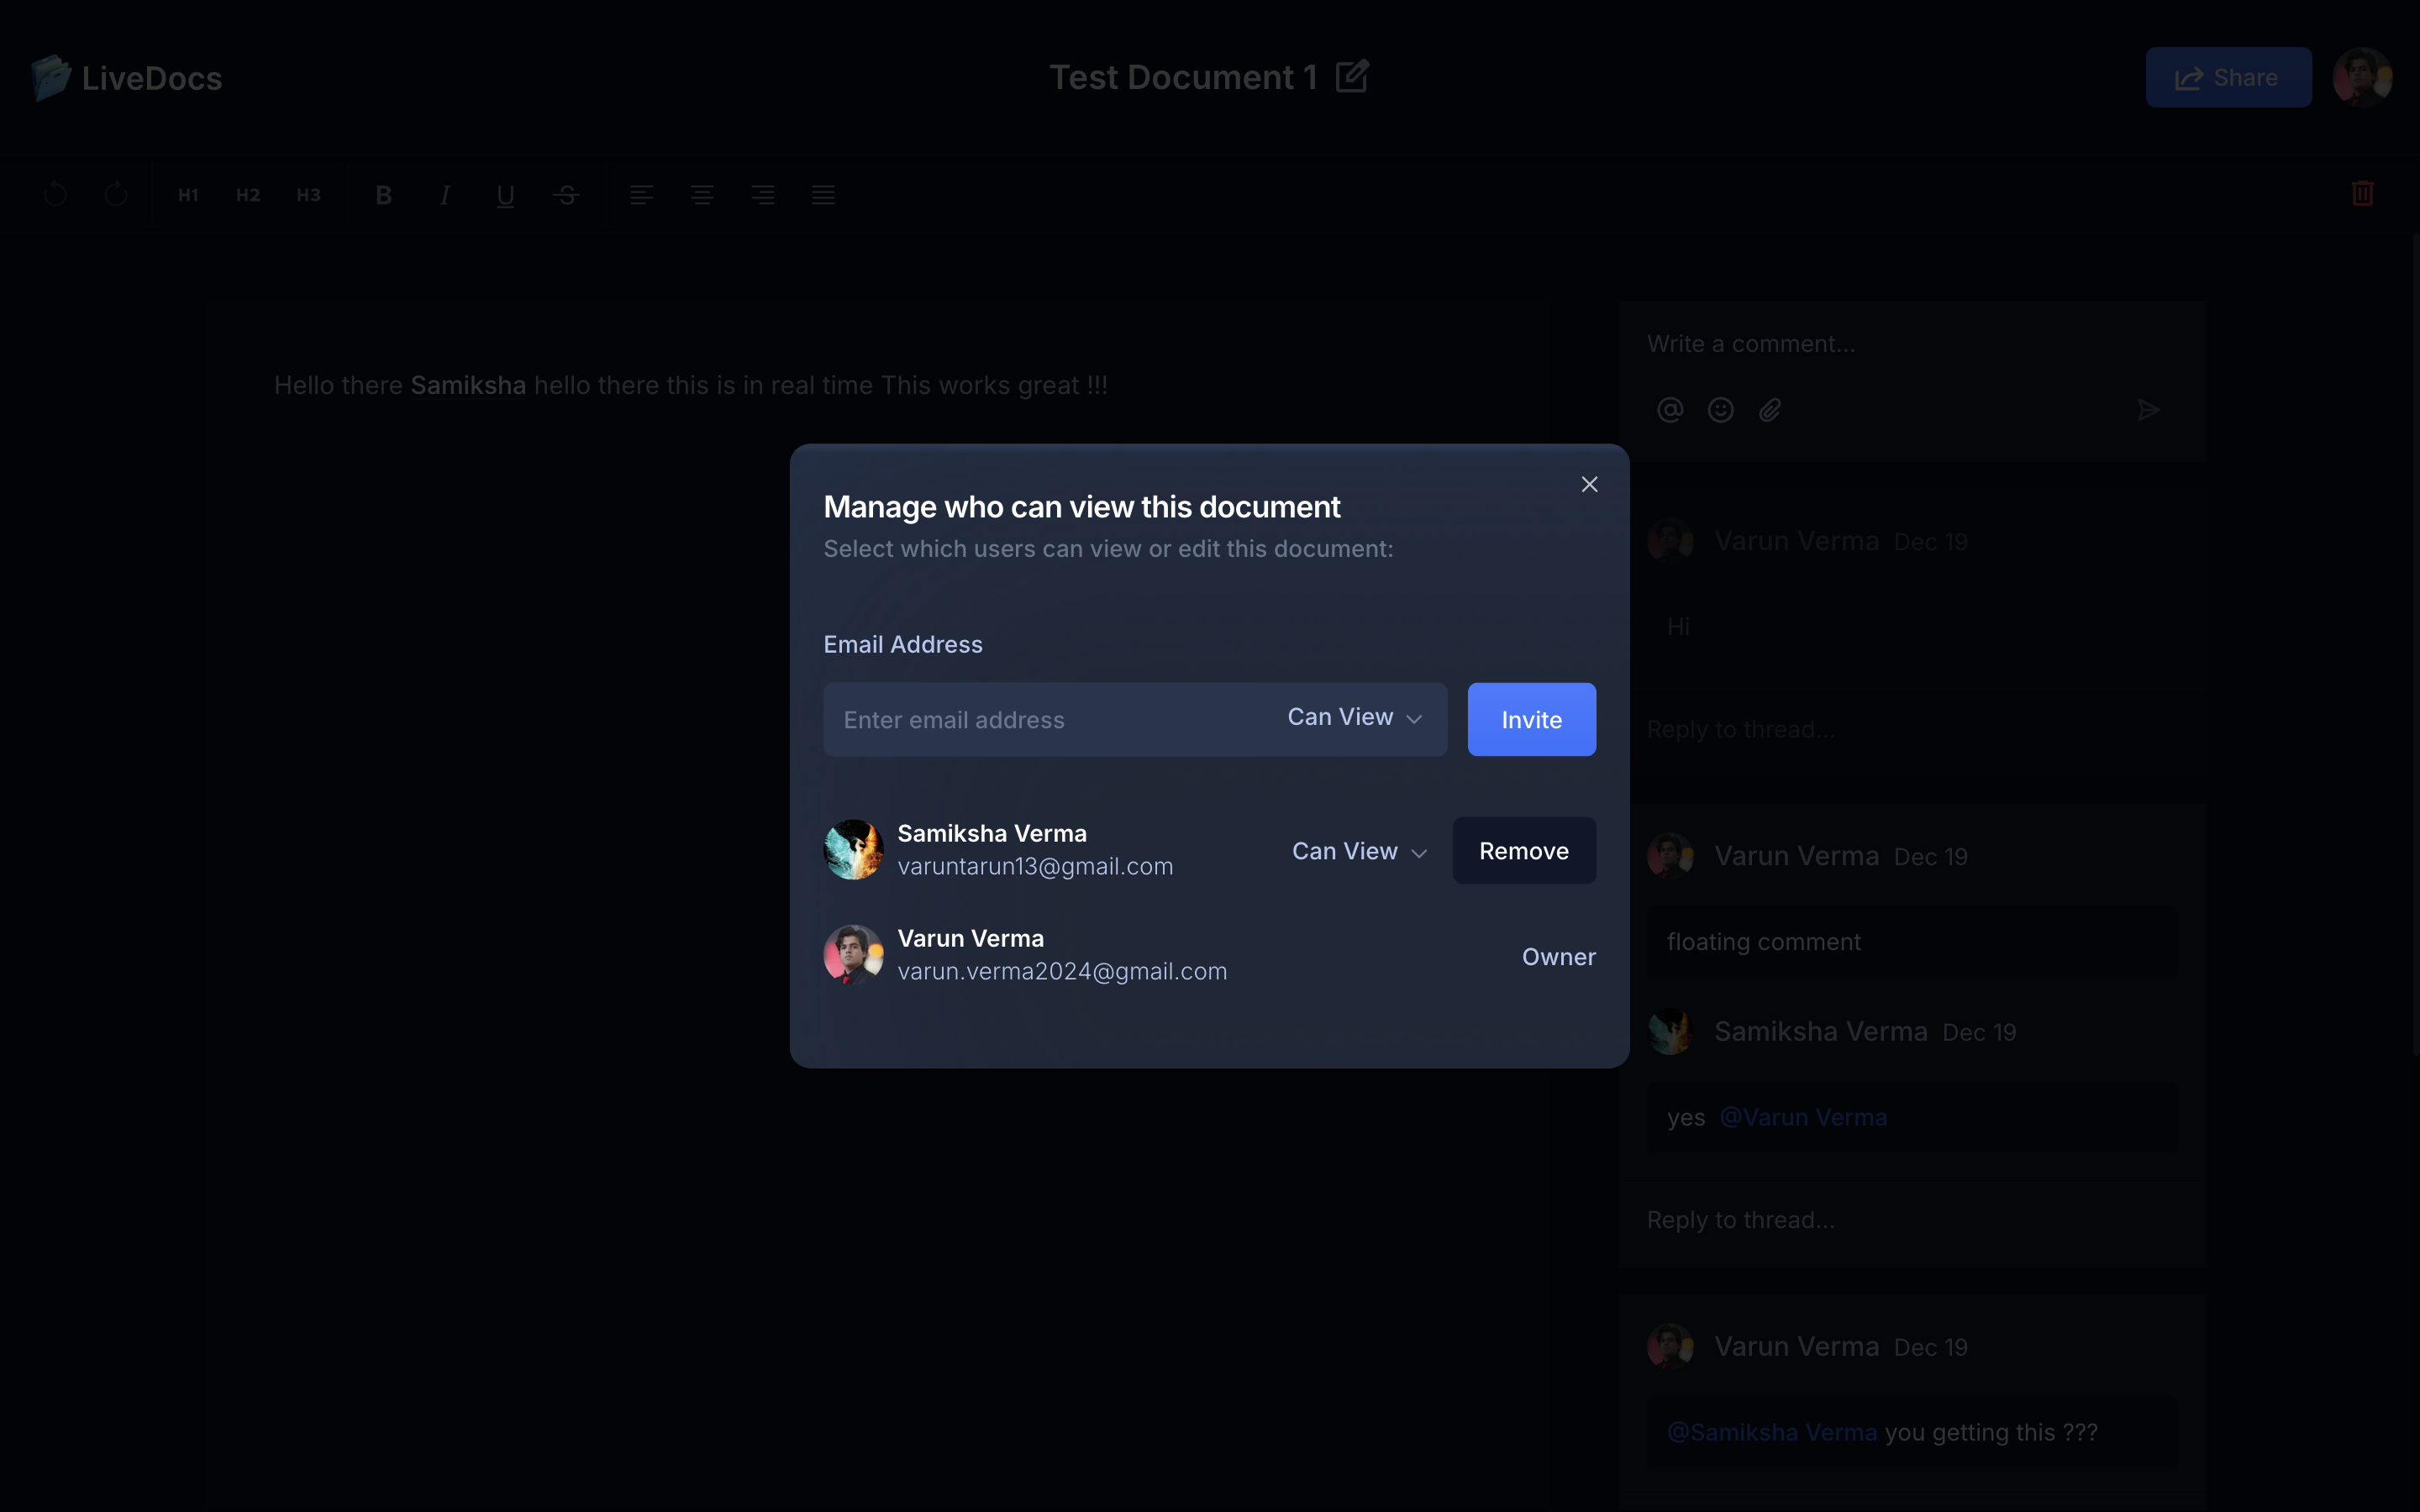 LiveDocs
Test Document 1
Share
H1 H2 H3 B I U S
Hello there Samiksha hello there this is in real time This works great !!!
Manage who can view this document
Select which users can view or edit this document:
Email Address
Enter email address
Can View
Invite
Samiksha Verma
varuntarun13@gmail.com
Can View
Remove
Varun Verma
varun.verma2024@gmail.com
Owner
Write a comment...
Varun Verma Dec 19
Hi
Reply to thread...
Varun Verma Dec 19
floating comment
Samiksha Verma Dec 19
yes @Varun Verma
Reply to thread...
Varun Verma Dec 19
@Samiksha Verma you getting this ???